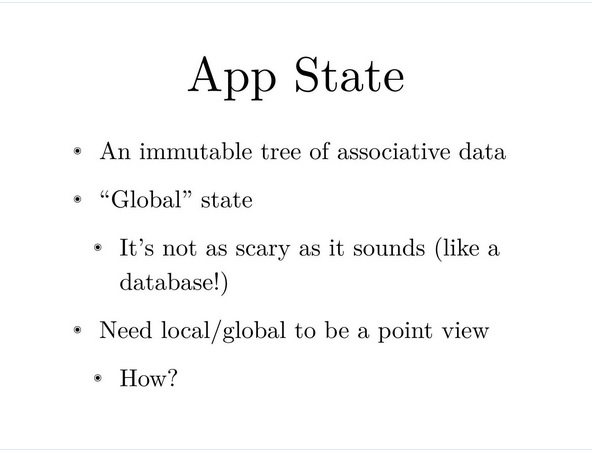 App State
An immutable tree of associative data
“Global” state
It’s not as scary as it sounds (like a
database!)
Need local/global to be a point view
How?